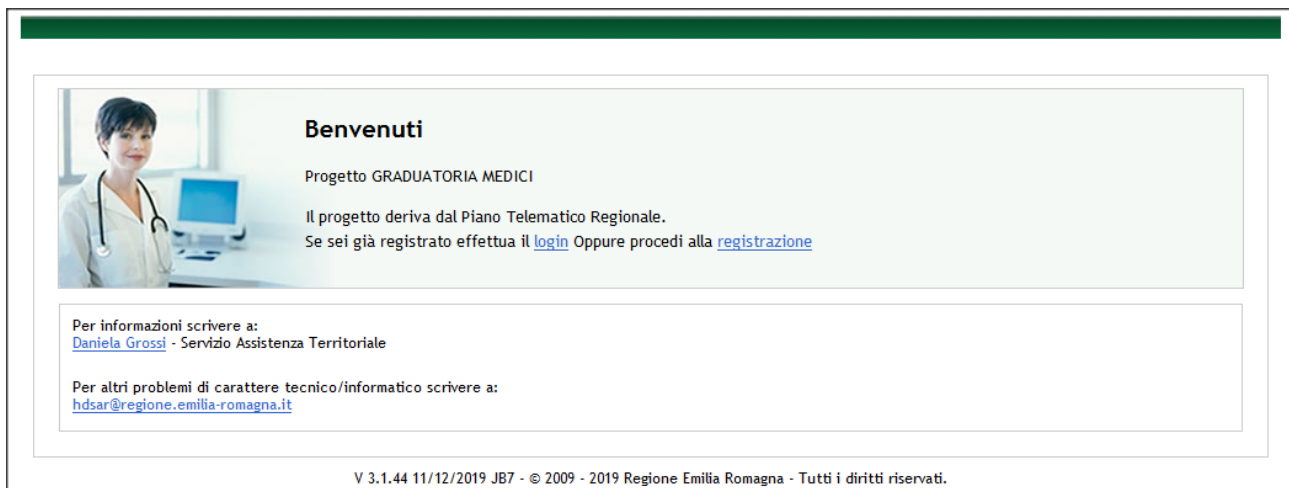 Benvenuti
Progetto GRADUATORIA MEDICI
Il progetto deriva dal Piano Telematico Regionale.
Se sei già registrato effettua il login Oppure procedi alla registrazione
Per informazioni scrivere a:
Daniela Grossi - Servizio Assistenza Territoriale
Per altri problemi di carattere tecnico/informatico scrivere a:
hdsar@regione.emilia-romagna.it
V 3.1.44 11/12/2019 JB7 - © 2009 - 2019 Regione Emilia Romagna - Tutti i diritti riservati.